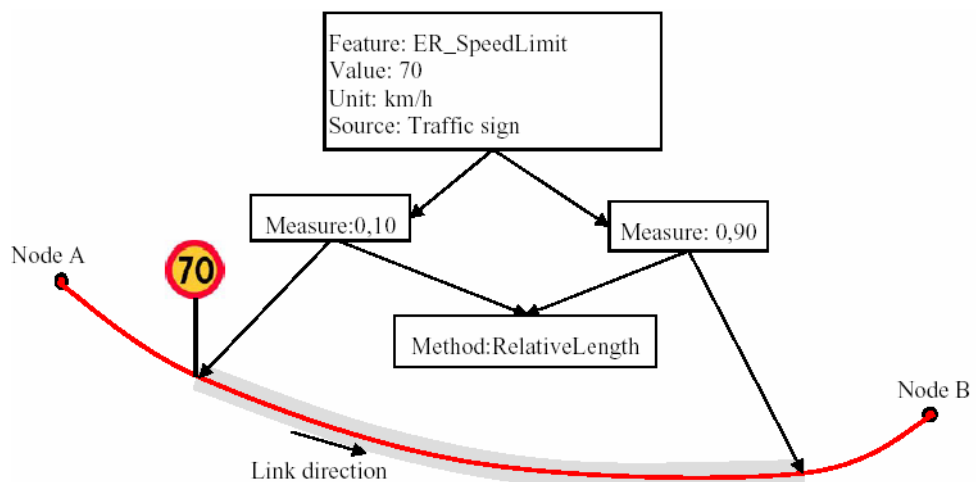 Feature: ER_SpeedLimit
Value: 70
Unit: km/h
Source: Traffic sign
Measure:0,10
Measure: 0,90
Node A
70
Method:RelativeLength
Node B
Link direction